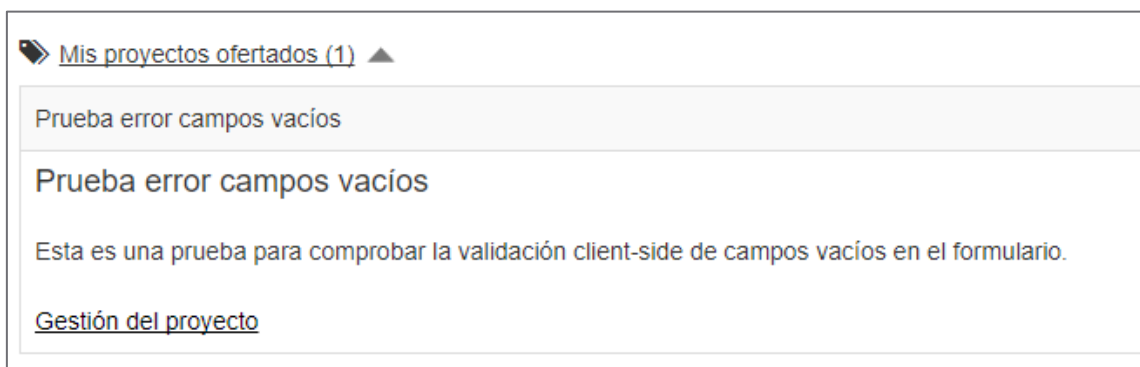 Mis proyectos ofertados (1)
Prueba error campos vacíos
Prueba error campos vacíos
Esta es una prueba para comprobar la validación client-side de campos vacíos en el formulario.
Gestión del proyecto